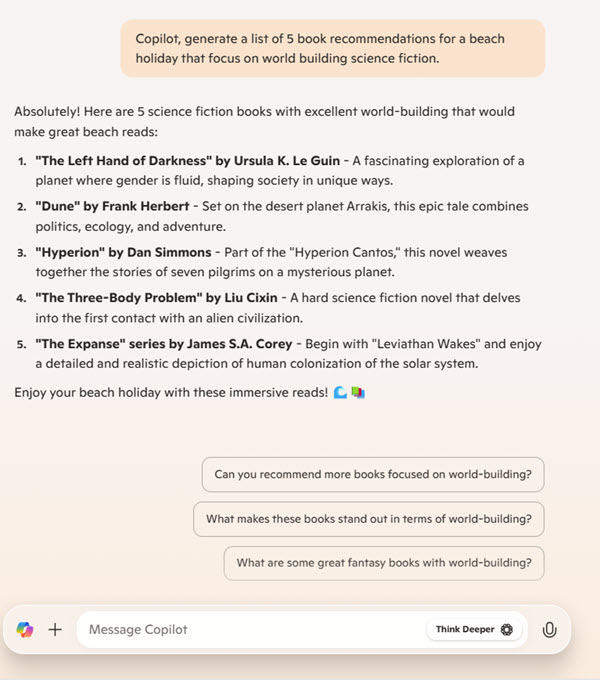 Copilot, generate a list of 5 book recommendations for a beach
holiday that focus on world building science fiction.
Absolutely! Here are 5 science fiction books with excellent world-building that would
make great beach reads:
1. "The Left Hand of Darkness" by Ursula K. Le Guin - A fascinating exploration of a
planet where gender is fluid, shaping society in unique ways.
2. "Dune" by Frank Herbert - Set on the desert planet Arrakis, this epic tale combines
politics, ecology, and adventure.
3. "Hyperion" by Dan Simmons - Part of the "Hyperion Cantos," this novel weaves
together the stories of seven pilgrims on a mysterious planet.
4. "The Three-Body Problem" by Liu Cixin - A hard science fiction novel that delves
into the first contact with an alien civilization.
5. "The Expanse" series by James S.A. Corey - Begin with "Leviathan Wakes" and enjoy
a detailed and realistic depiction of human colonization of the solar system.
Enjoy your beach holiday with these immersive reads! 🌊📚
Can you recommend more books focused on world-building?
What makes these books stand out in terms of world-building?
What are some great fantasy books with world-building?
Message Copilot
Think Deeper